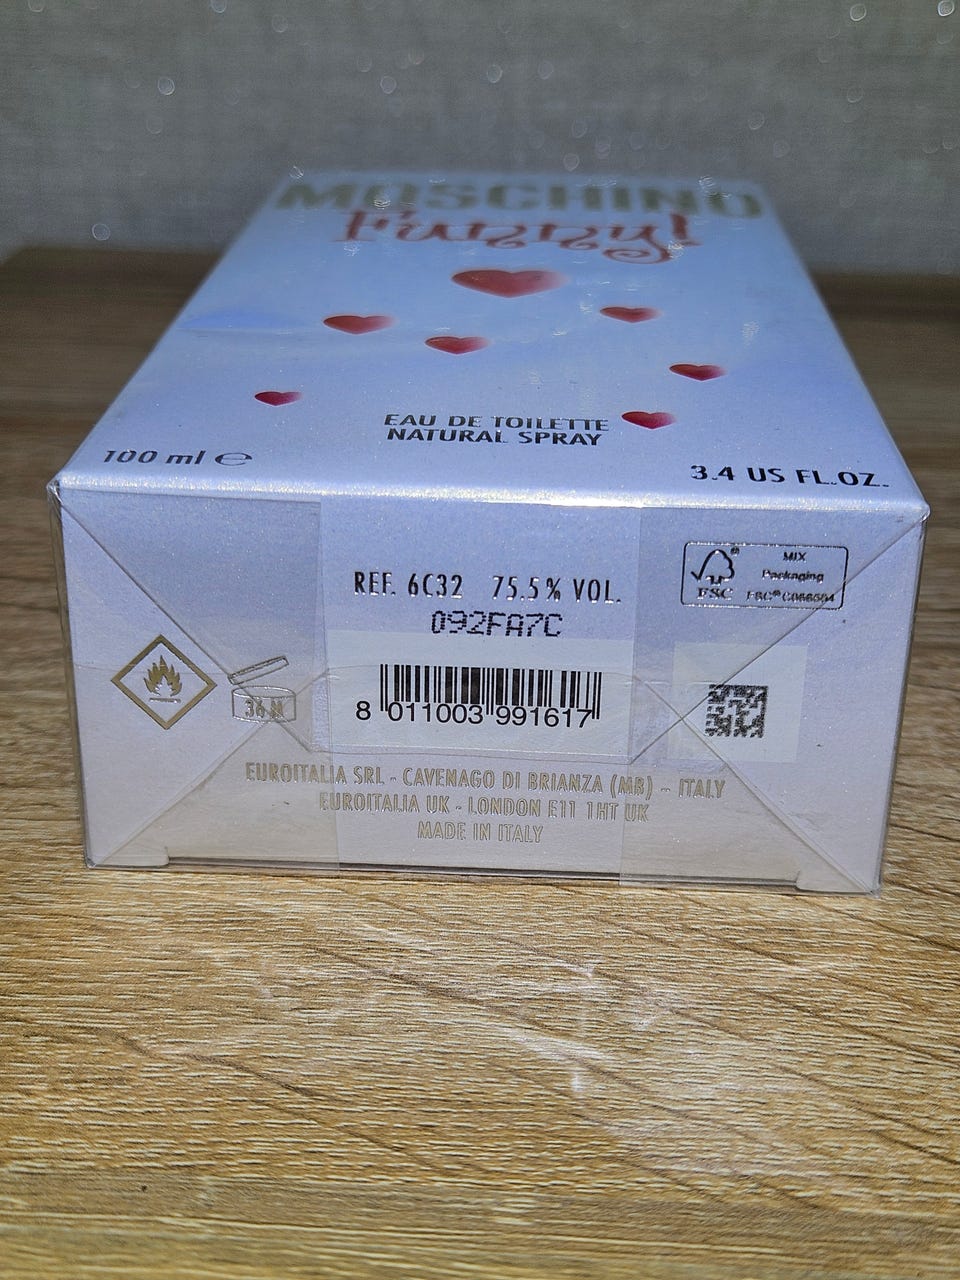 MOSCHINO
Funny!
EAU DE TOILETTE
NATURAL SPRAY
100 ml ℮
3.4 US FL.OZ.
REF. 6C32 75.5% VOL.
092FA7C
MIX
Packaging
FSC
FSC®
36 M
8 011003 991617
EUROITALIA SRL - CAVENAGO DI BRIANZA (MB) - ITALY
EUROITALIA UK - LONDON E11 1HT UK
MADE IN ITALY